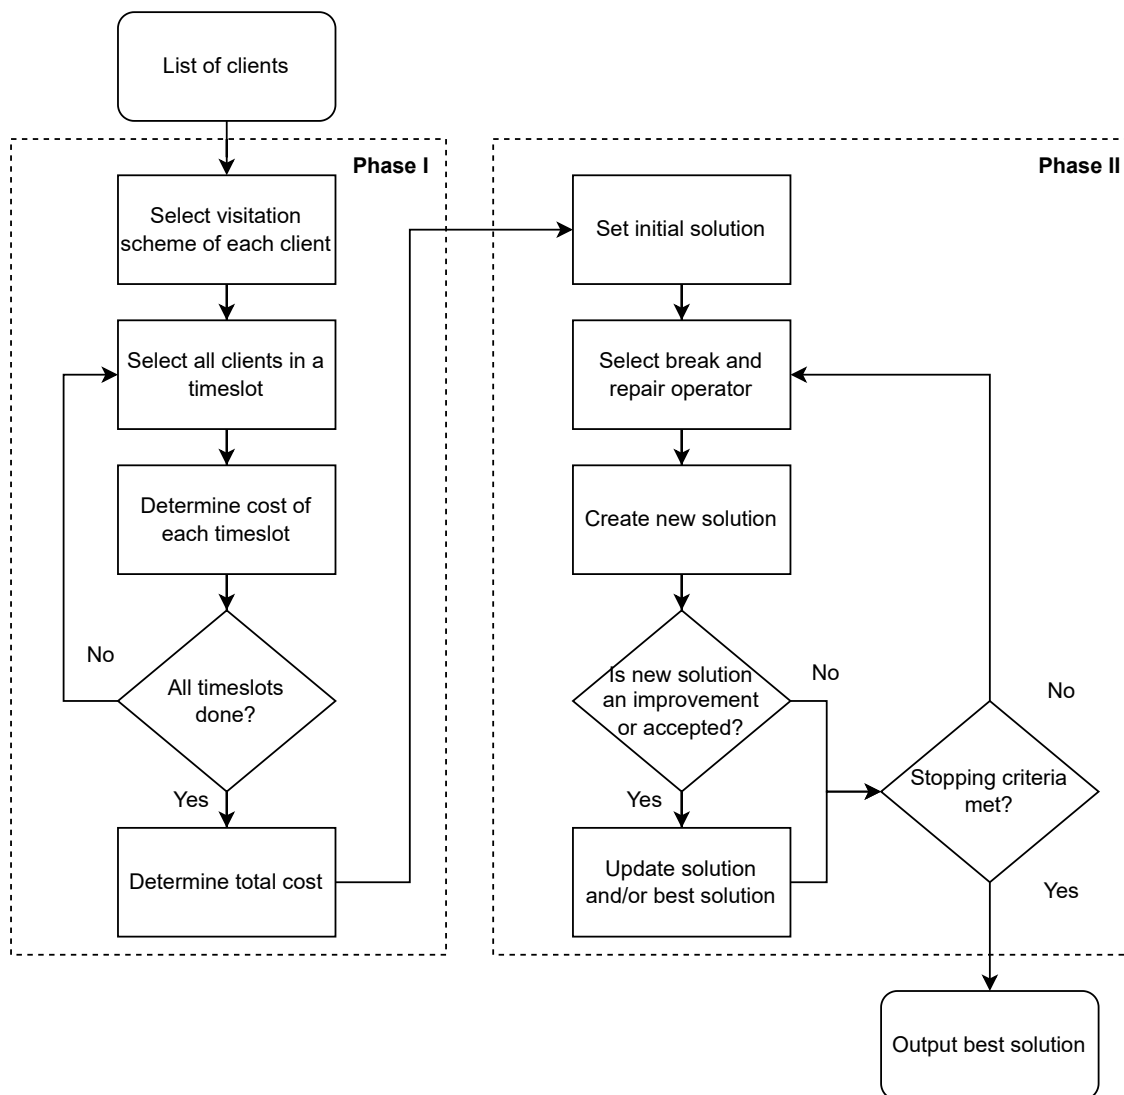 List of clients
Phase I
Select visitation
scheme of each client
Select all clients in a
timeslot
Determine cost of
each timeslot
No
All timeslots
done?
Yes
Determine total cost
Phase II
Set initial solution
Select break and
repair operator
Create new solution
Is new solution
an improvement
or accepted?
No
Yes
Update solution
and/or best solution
No
Stopping criteria
met?
Yes
Output best solution